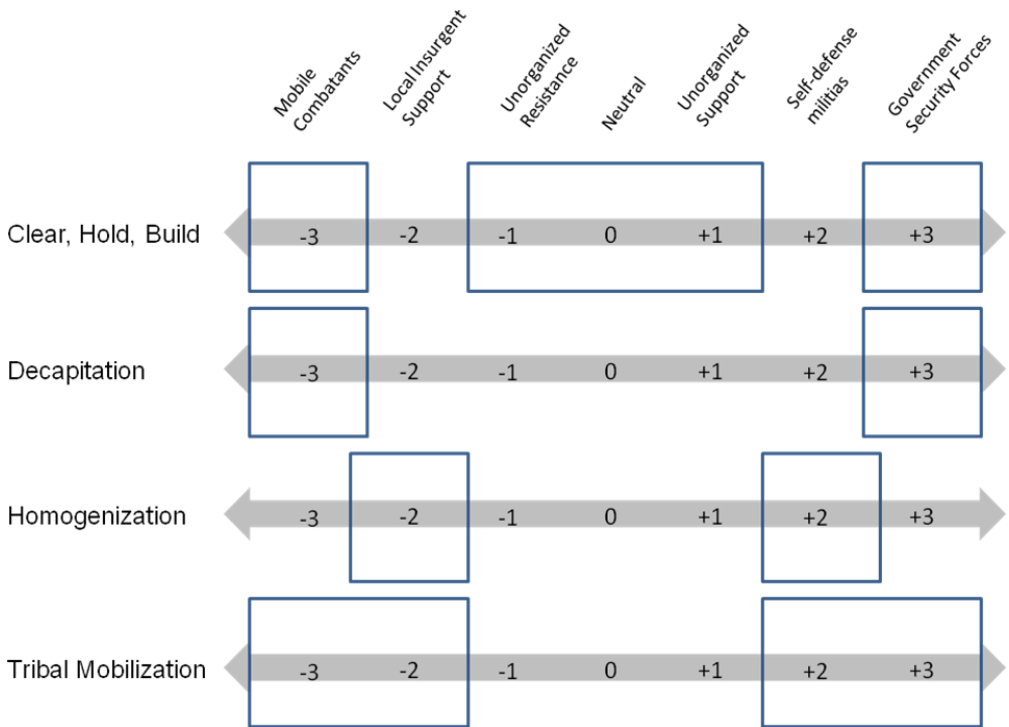 Mobile
Combatants
Local Insurgent
Support
Unorganized
Resistance
Neutral
Unorganized
Support
Self-defense
militias
Government
Security Forces
Clear, Hold, Build -3 -2 -1 0 +1 +2 +3
Decapitation -3 -2 -1 0 +1 +2 +3
Homogenization -3 -2 -1 0 +1 +2 +3
Tribal Mobilization -3 -2 -1 0 +1 +2 +3